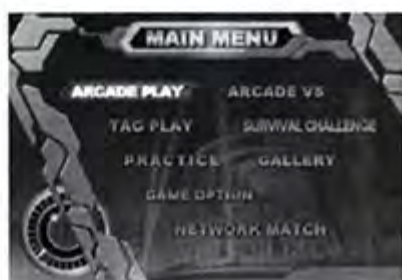 MAIN MENU
ARCADE PLAY ARCADE VS
TAG PLAY SURVIVAL CHALLENGE
PRACTICE GALLERY
GAME OPTION
NETWORK MATCH